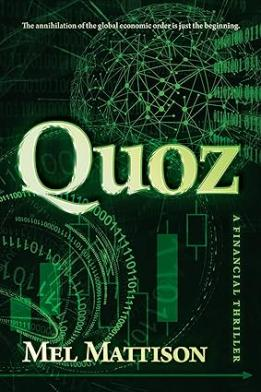 The annihilation of the global economic order is just the beginning.
Quoz
A FINANCIAL THRILLER
MEL MATTISON